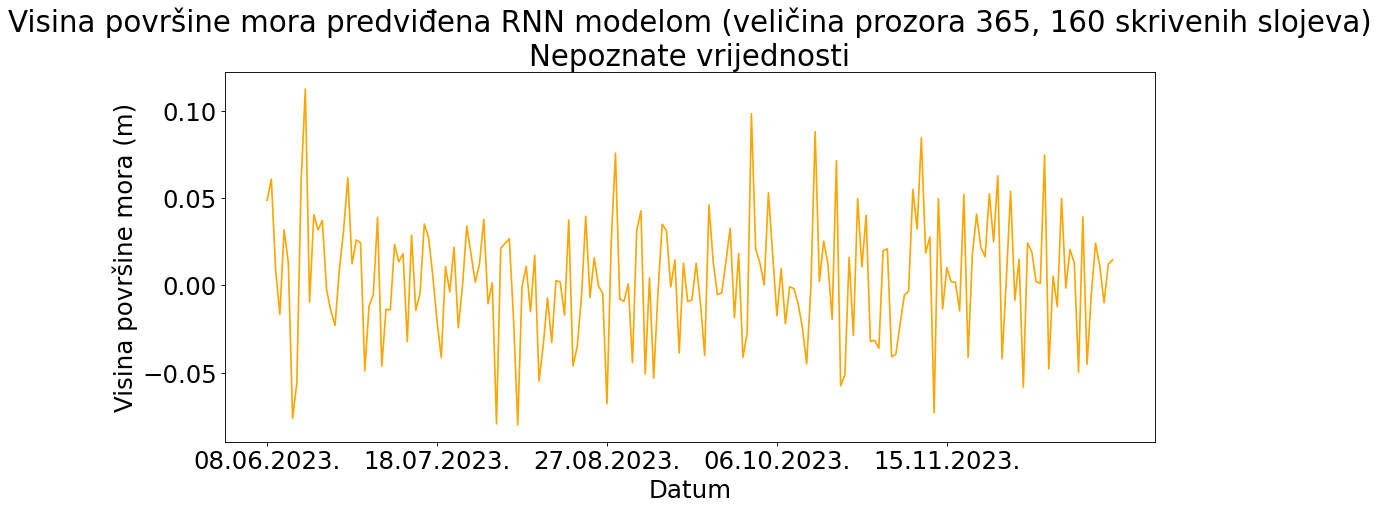 Visina površine mora predviđena RNN modelom (veličina prozora 365, 160 skrivenih slojeva)
Nepoznate vrijednosti
Visina površine mora (m)
0.10
0.05
0.00
−0.05
08.06.2023. 18.07.2023. 27.08.2023. 06.10.2023. 15.11.2023.
Datum